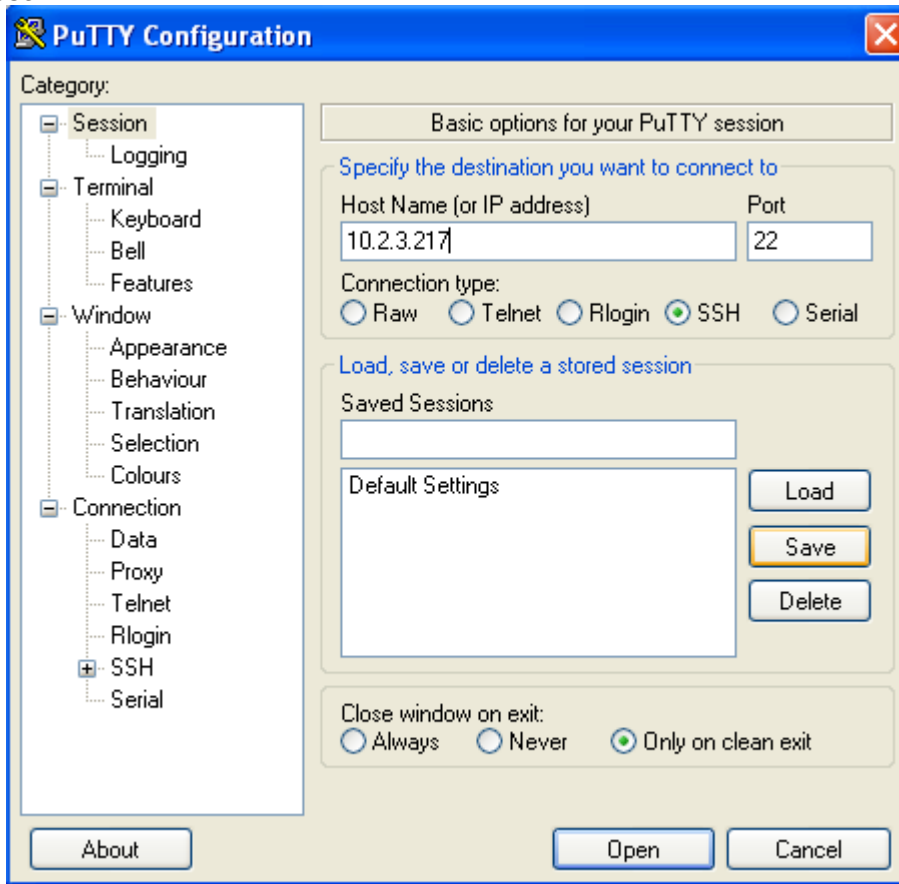 PuTTY Configuration
Category:
Session
Logging
Terminal
Keyboard
Bell
Features
Window
Appearance
Behaviour
Translation
Selection
Colours
Connection
Data
Proxy
Telnet
Rlogin
SSH
Serial
Basic options for your PuTTY session
Specify the destination you want to connect to
Host Name (or IP address) Port
10.2.3.217 22
Connection type:
Raw Telnet Rlogin SSH Serial
Load, save or delete a stored session
Saved Sessions
Default Settings
Load
Save
Delete
Close window on exit:
Always Never Only on clean exit
About Open Cancel